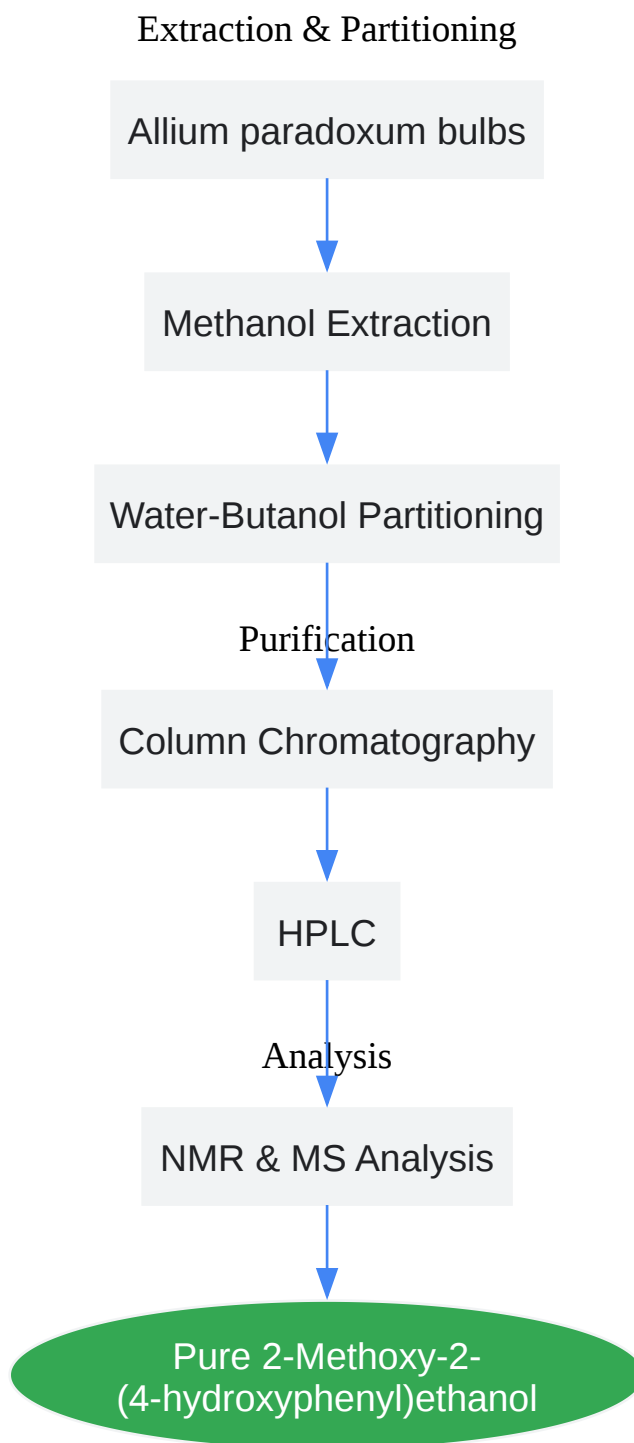 Extraction & Partitioning
Allium paradoxum bulbs
Methanol Extraction
Water-Butanol Partitioning
Purification
Column Chromatography
HPLC
Analysis
NMR & MS Analysis
Pure 2-Methoxy-2-
(4-hydroxyphenyl)ethanol